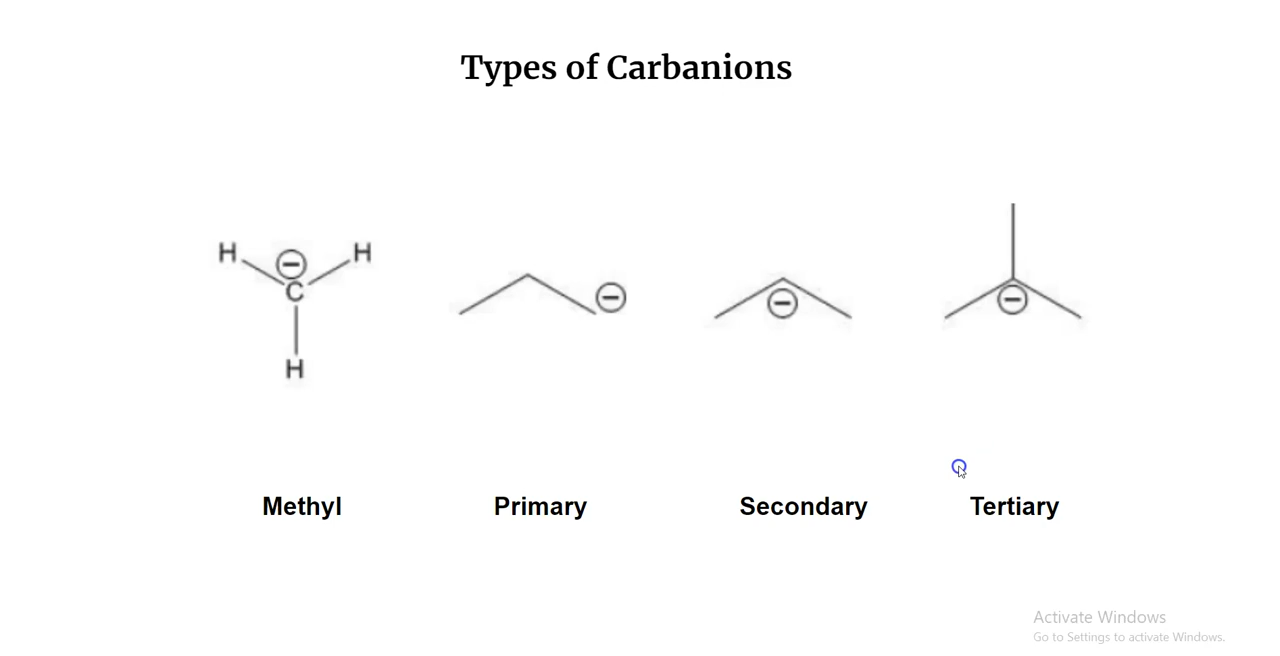 Types of Carbanions
H H
C
H
Methyl Primary Secondary Tertiary
Activate Windows
Go to Settings to activate Windows.